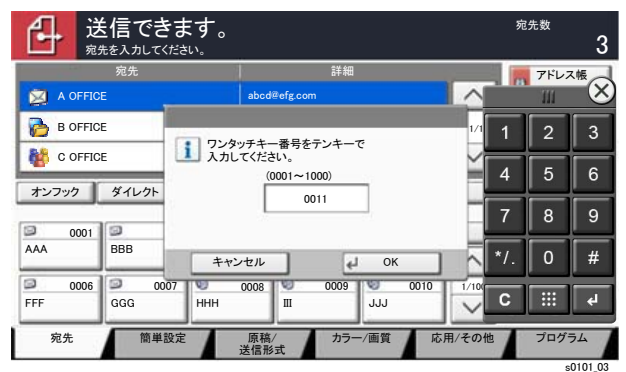 送信できます。
宛先を入力してください。
宛先数
3
宛先 詳細
アドレス帳
A OFFICE abcd@efg.com
B OFFICE
C OFFICE
1/1
ワンタッチキー番号をテンキーで
入力してください。
(0001～1000)
0011
キャンセル OK
オンフック ダイレクト
0001
AAA BBB
0006 0007 0008 0009 0010
FFF GGG HHH III JJJ
1/100
1 2 3
4 5 6
7 8 9
*/. 0 #
C
宛先 簡単設定 原稿/
送信形式 カラー/画質 応用/その他 プログラム
s0101_03